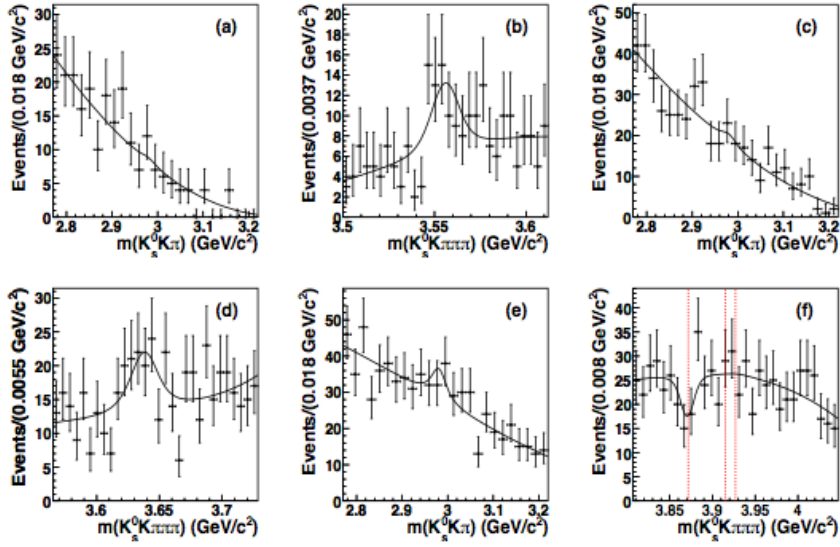 (a)
Events/(0.018 GeV/c²)
0 5 10 15 20 25 30
2.8 2.9 3 3.1 3.2
m(K⁰ₛKπ) (GeV/c²)
(b)
Events/(0.0037 GeV/c²)
0 2 4 6 8 10 12 14 16 18 20
3.5 3.55 3.6
m(K⁰ₛKπππ) (GeV/c²)
(c)
Events/(0.018 GeV/c²)
0 10 20 30 40 50
2.8 2.9 3 3.1 3.2
m(K⁰ₛKπ) (GeV/c²)
(d)
Events/(0.0055 GeV/c²)
0 5 10 15 20 25 30
3.6 3.7
m(K⁰ₛKπππ) (GeV/c²)
(e)
Events/(0.018 GeV/c²)
0 10 20 30 40 50
2.8 2.9 3 3.1 3.2
m(K⁰ₛKπ) (GeV/c²)
(f)
Events/(0.008 GeV/c²)
0 5 10 15 20 25 30 35 40
3.85 3.9 3.95 4
m(K⁰ₛKπππ) (GeV/c²)